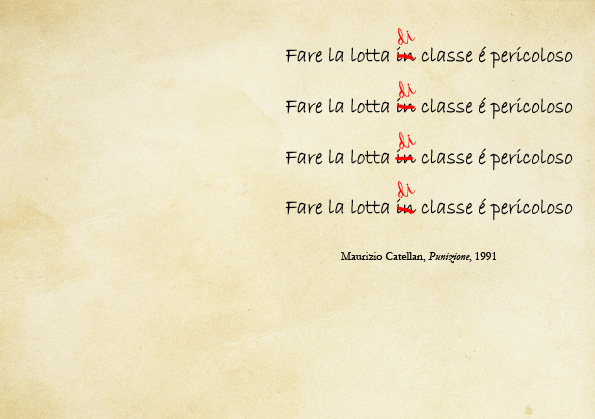 di
Fare la lotta in classe é pericoloso
di
Fare la lotta in classe é pericoloso
di
Fare la lotta in classe é pericoloso
di
Fare la lotta in classe é pericoloso
Maurizio Catellan, Punizione, 1991